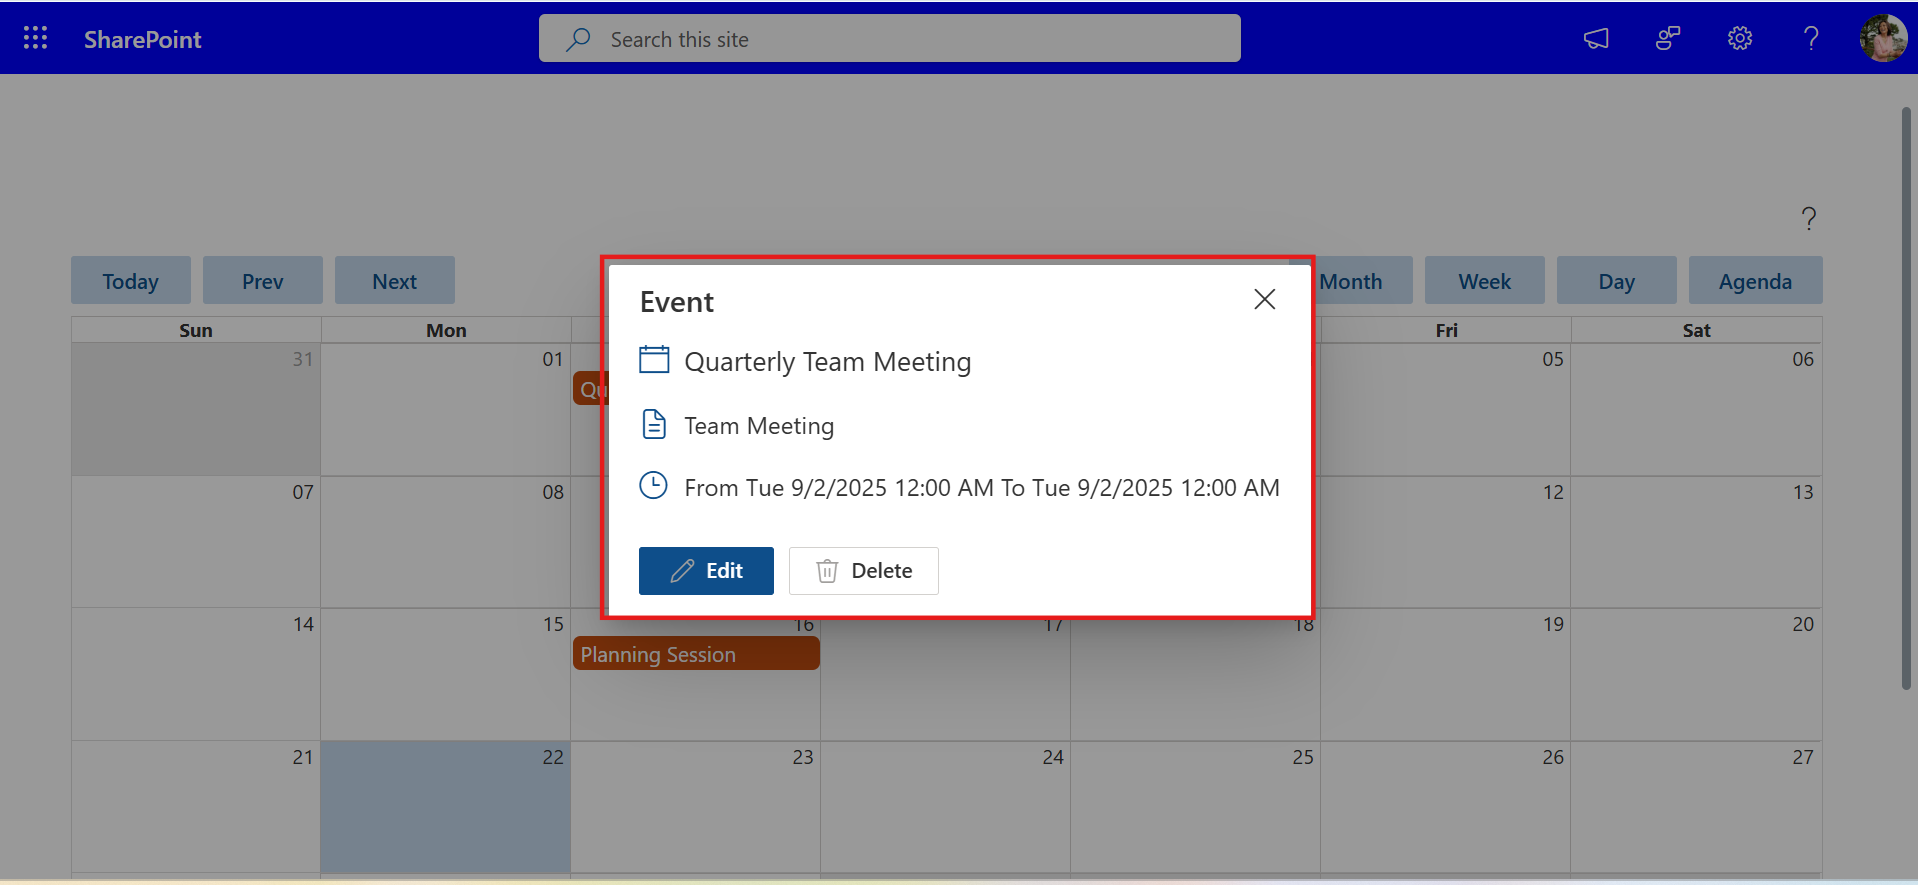 SharePoint
Search this site
?
?
Today Prev Next Month Week Day Agenda
Sun Mon Fri Sat
31 01 05 06
Qu
Event
Quarterly Team Meeting
Team Meeting
From Tue 9/2/2025 12:00 AM To Tue 9/2/2025 12:00 AM
Edit Delete
07 08 12 13
14 15 16 17 18 19 20
Planning Session
21 22 23 24 25 26 27